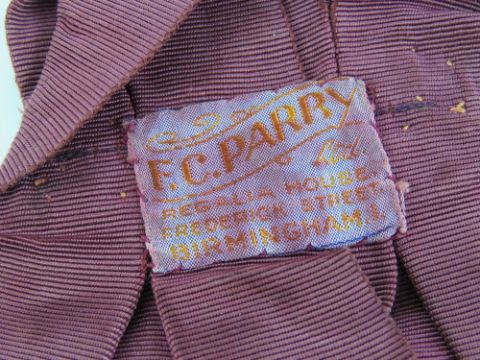 F.C. PARRY Ltd.
REGALIA HOUSE
FREDERICK STREET
BIRMINGHAM.1.